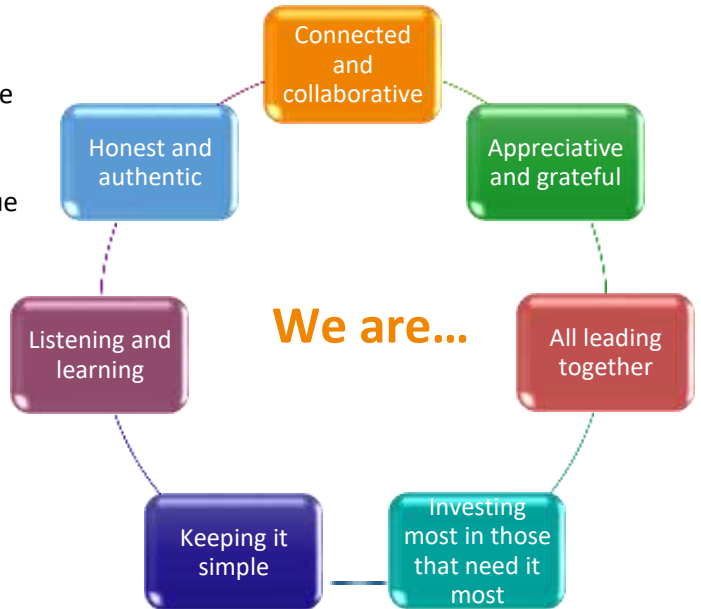 Connected
and
collaborative
Appreciative
and grateful
All leading
together
Investing
most in those
that need it
most
Keeping it
simple
Listening and
learning
Honest and
authentic
We are...